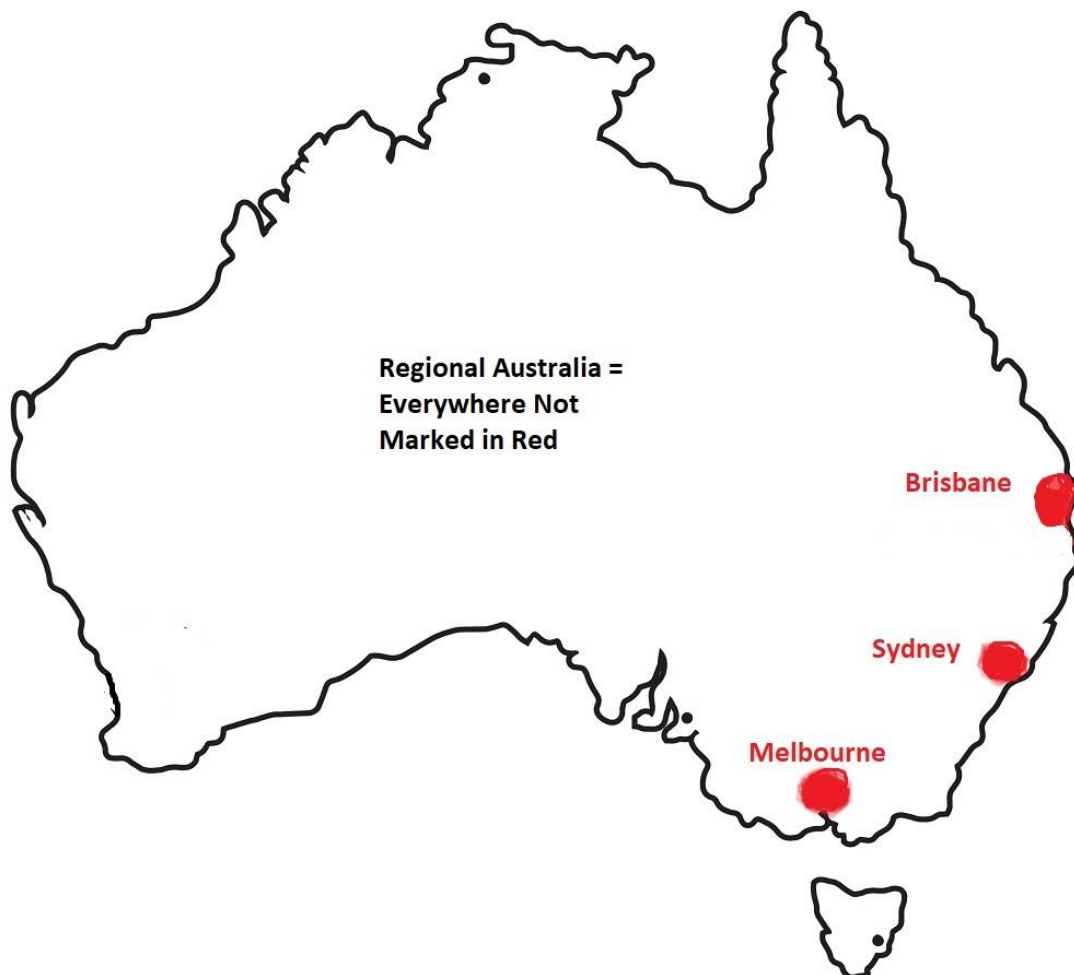 Regional Australia =
Everywhere Not
Marked in Red
Brisbane
Sydney
Melbourne